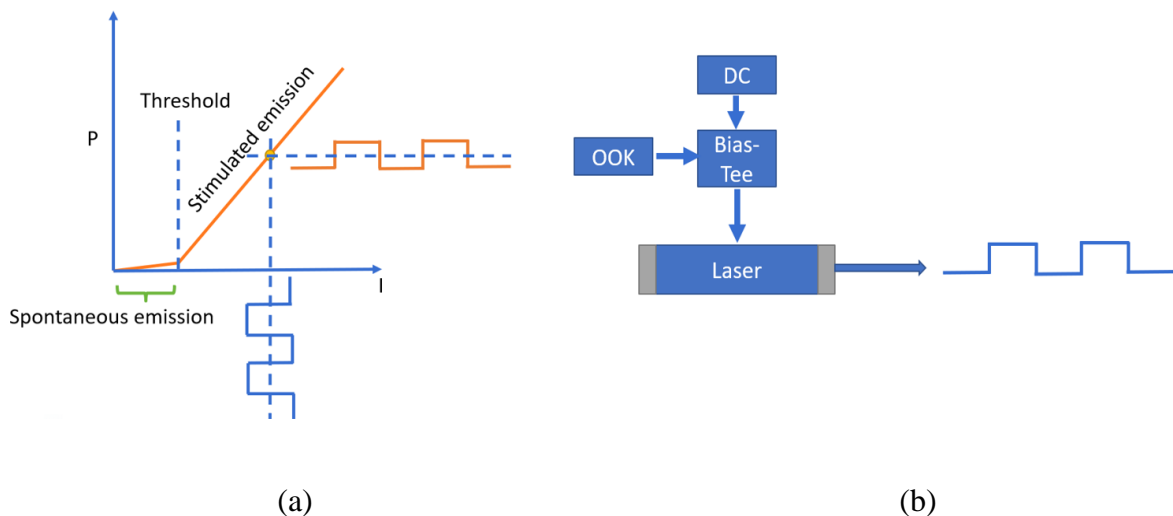 P
Threshold
Stimulated emission
I
Spontaneous emission
DC
OOK
Bias-
Tee
Laser
(a)
(b)